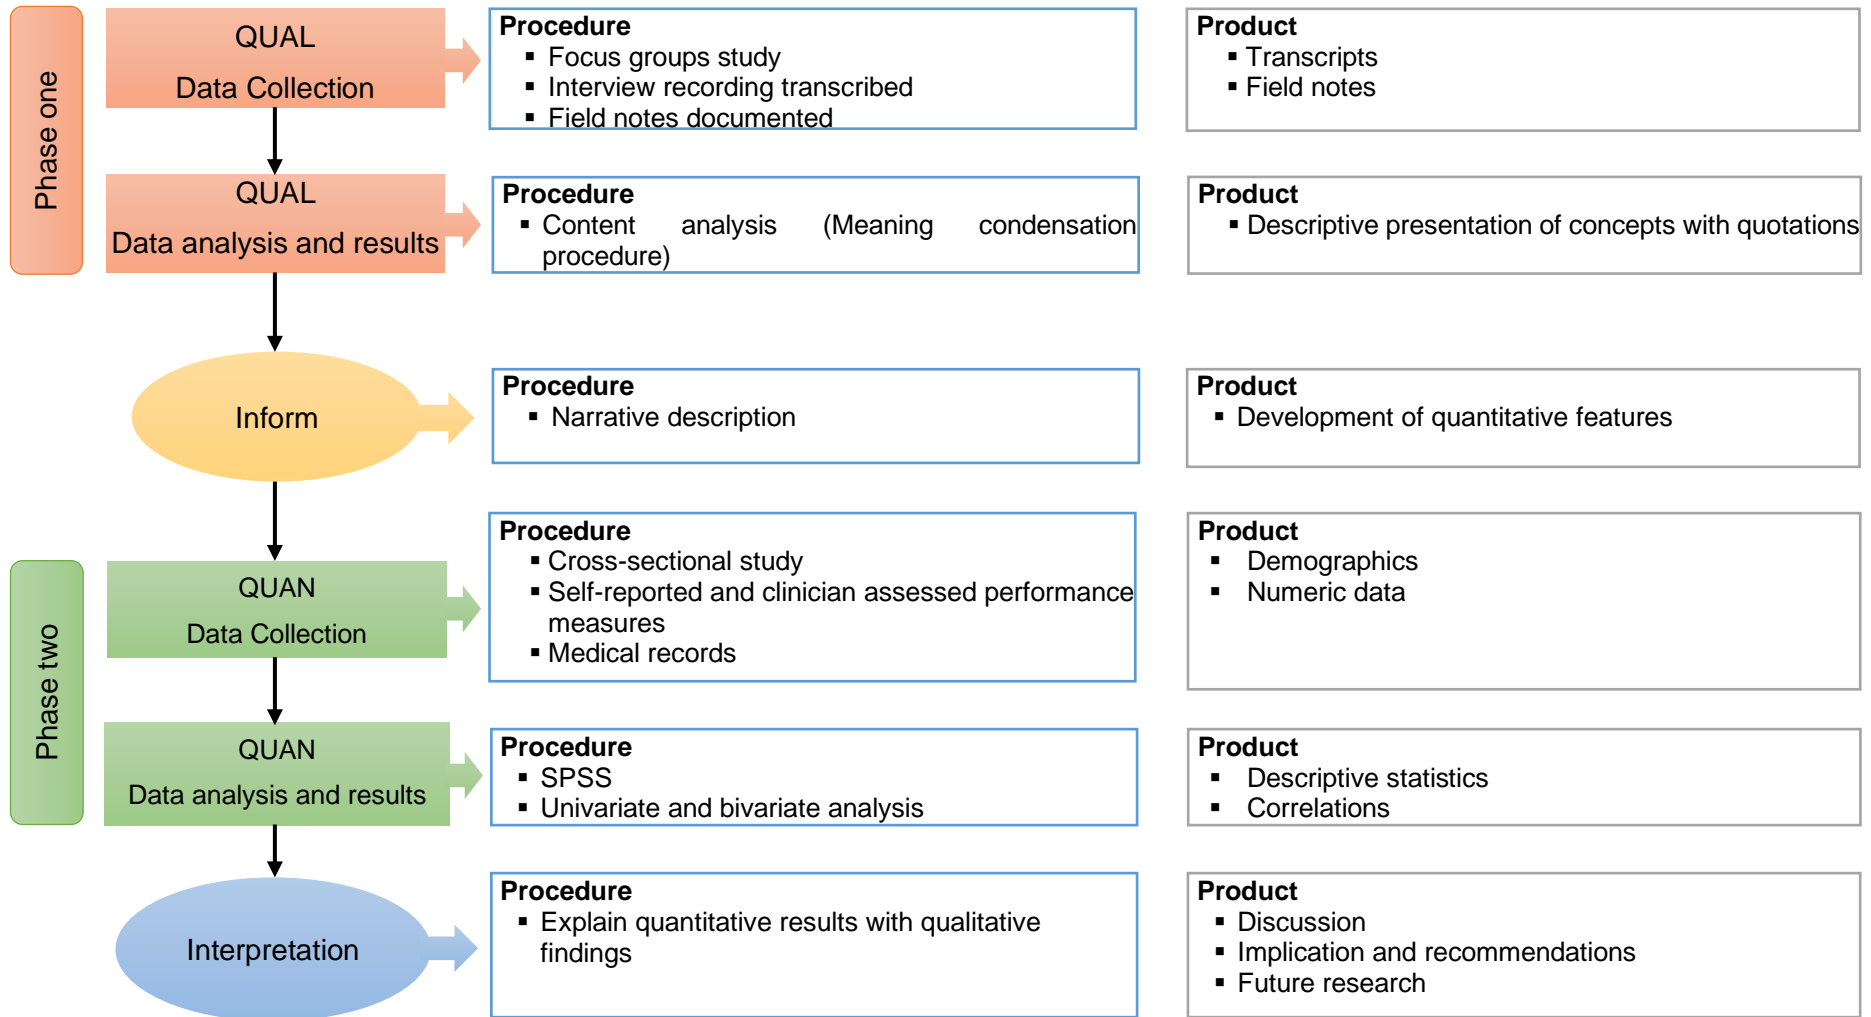 Phase one
QUAL
Data Collection
Procedure
▪ Focus groups study
▪ Interview recording transcribed
▪ Field notes documented
Product
▪ Transcripts
▪ Field notes
QUAL
Data analysis and results
Procedure
▪ Content analysis (Meaning condensation
procedure)
Product
▪ Descriptive presentation of concepts with quotations
Inform
Procedure
▪ Narrative description
Product
▪ Development of quantitative features
Phase two
QUAN
Data Collection
Procedure
▪ Cross-sectional study
▪ Self-reported and clinician assessed performance
measures
▪ Medical records
Product
▪ Demographics
▪ Numeric data
QUAN
Data analysis and results
Procedure
▪ SPSS
▪ Univariate and bivariate analysis
Product
▪ Descriptive statistics
▪ Correlations
Interpretation
Procedure
▪ Explain quantitative results with qualitative
findings
Product
▪ Discussion
▪ Implication and recommendations
▪ Future research